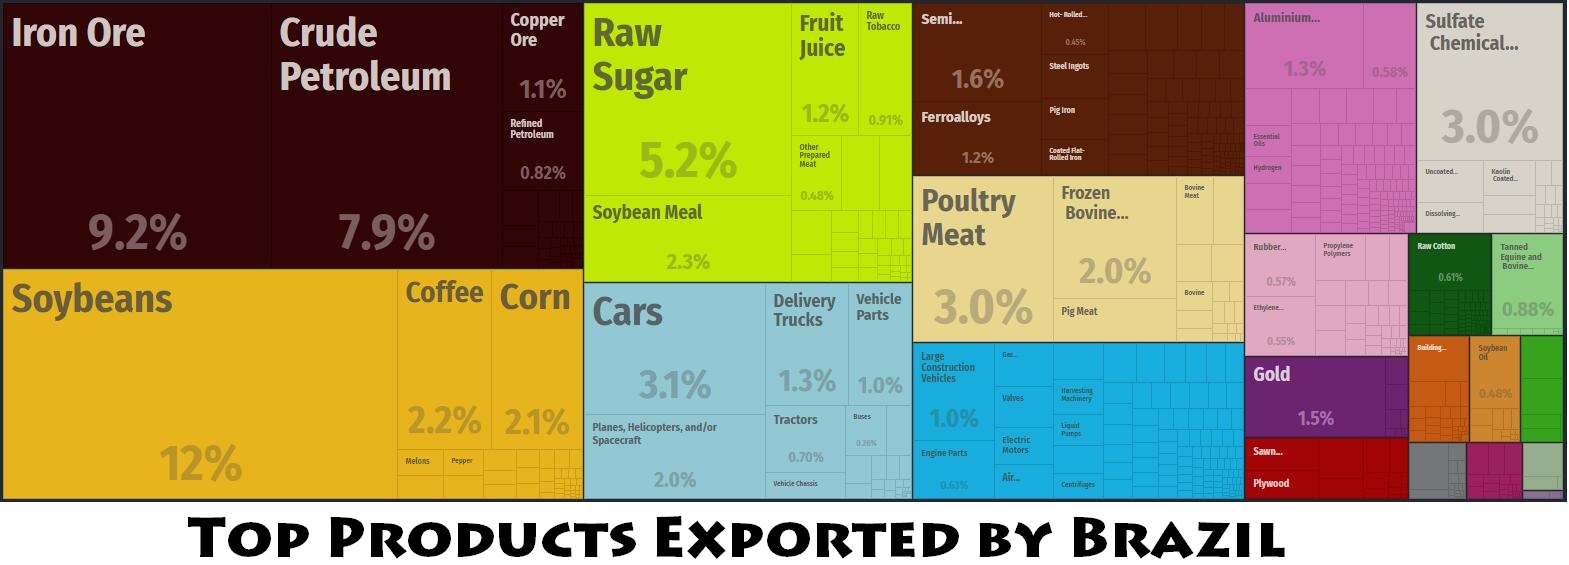 Iron Ore
9.2%
Crude
Petroleum
7.9%
Copper
Ore
1.1%
Refined
Petroleum
0.82%
Soybeans
12%
Coffee
2.2%
Corn
2.1%
Melons
Pepper
Raw
Sugar
5.2%
Soybean Meal
2.3%
Fruit
Juice
1.2%
Raw
Tobacco
0.91%
Other
Prepared
Meat
0.48%
Cars
3.1%
Planes, Helicopters, and/or
Spacecraft
2.0%
Delivery
Trucks
1.3%
Vehicle
Parts
1.0%
Tractors
0.70%
Buses
0.26%
Vehicle Chassis
Semi...
1.6%
Ferroalloys
1.2%
Hot- Rolled...
0.45%
Steel Ingots
Pig Iron
Coated Flat-
Rolled Iron
Poultry
Meat
3.0%
Frozen
Bovine...
2.0%
Pig Meat
Bovine
Meat
Bovine
Large
Construction
Vehicles
1.0%
Engine Parts
0.63%
Gas...
Valves
Electric
Motors
Air...
Harvesting
Machinery
Liquid
Pumps
Centrifuges
Aluminium...
1.3%
0.58%
Essential
Oils
Hydrogen
Sulfate
Chemical...
3.0%
Uncoated...
Kaolin
Coated...
Dissolving...
Rubber...
0.57%
Propylene
Polymers
Ethylene...
0.55%
Raw Cotton
0.61%
Tanned
Equine and
Bovine...
0.88%
Gold
1.5%
Building...
Soybean
Oil
0.48%
Sawn...
Plywood
Top Products Exported by Brazil